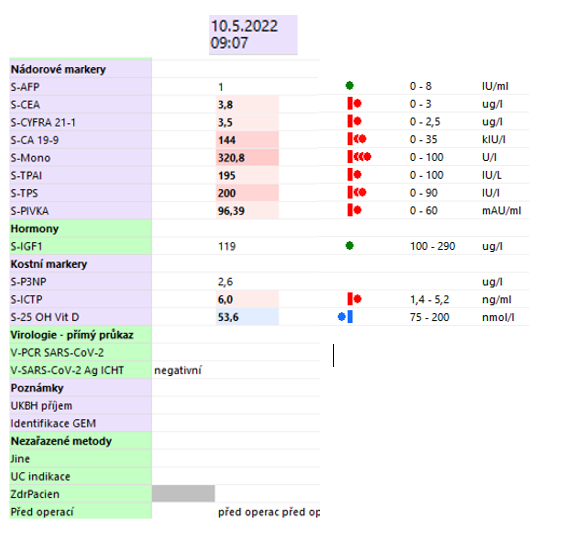 10.5.2022
09:07
Nádorové markery
S-AFP 1 0 - 8 IU/ml
S-CEA 3,8 0 - 3 ug/l
S-CYFRA 21-1 3,5 0 - 2,5 ug/l
S-CA 19-9 144 0 - 35 kIU/l
S-Mono 320,8 0 - 100 U/l
S-TPAI 195 0 - 100 IU/L
S-TPS 200 0 - 90 IU/l
S-PIVKA 96,39 0 - 60 mAU/ml
Hormony
S-IGF1 119 100 - 290 ug/l
Kostní markery
S-P3NP 2,6 ug/l
S-ICTP 6,0 1,4 - 5,2 ng/ml
S-25 OH Vit D 53,6 75 - 200 nmol/l
Virologie - přímý průkaz
V-PCR SARS-CoV-2
V-SARS-CoV-2 Ag ICHT negativní
Poznámky
UKBH příjem
Identifikace GEM
Nezařazené metody
Jine
UC indikace
ZdrPacien
Před operací před operac před op